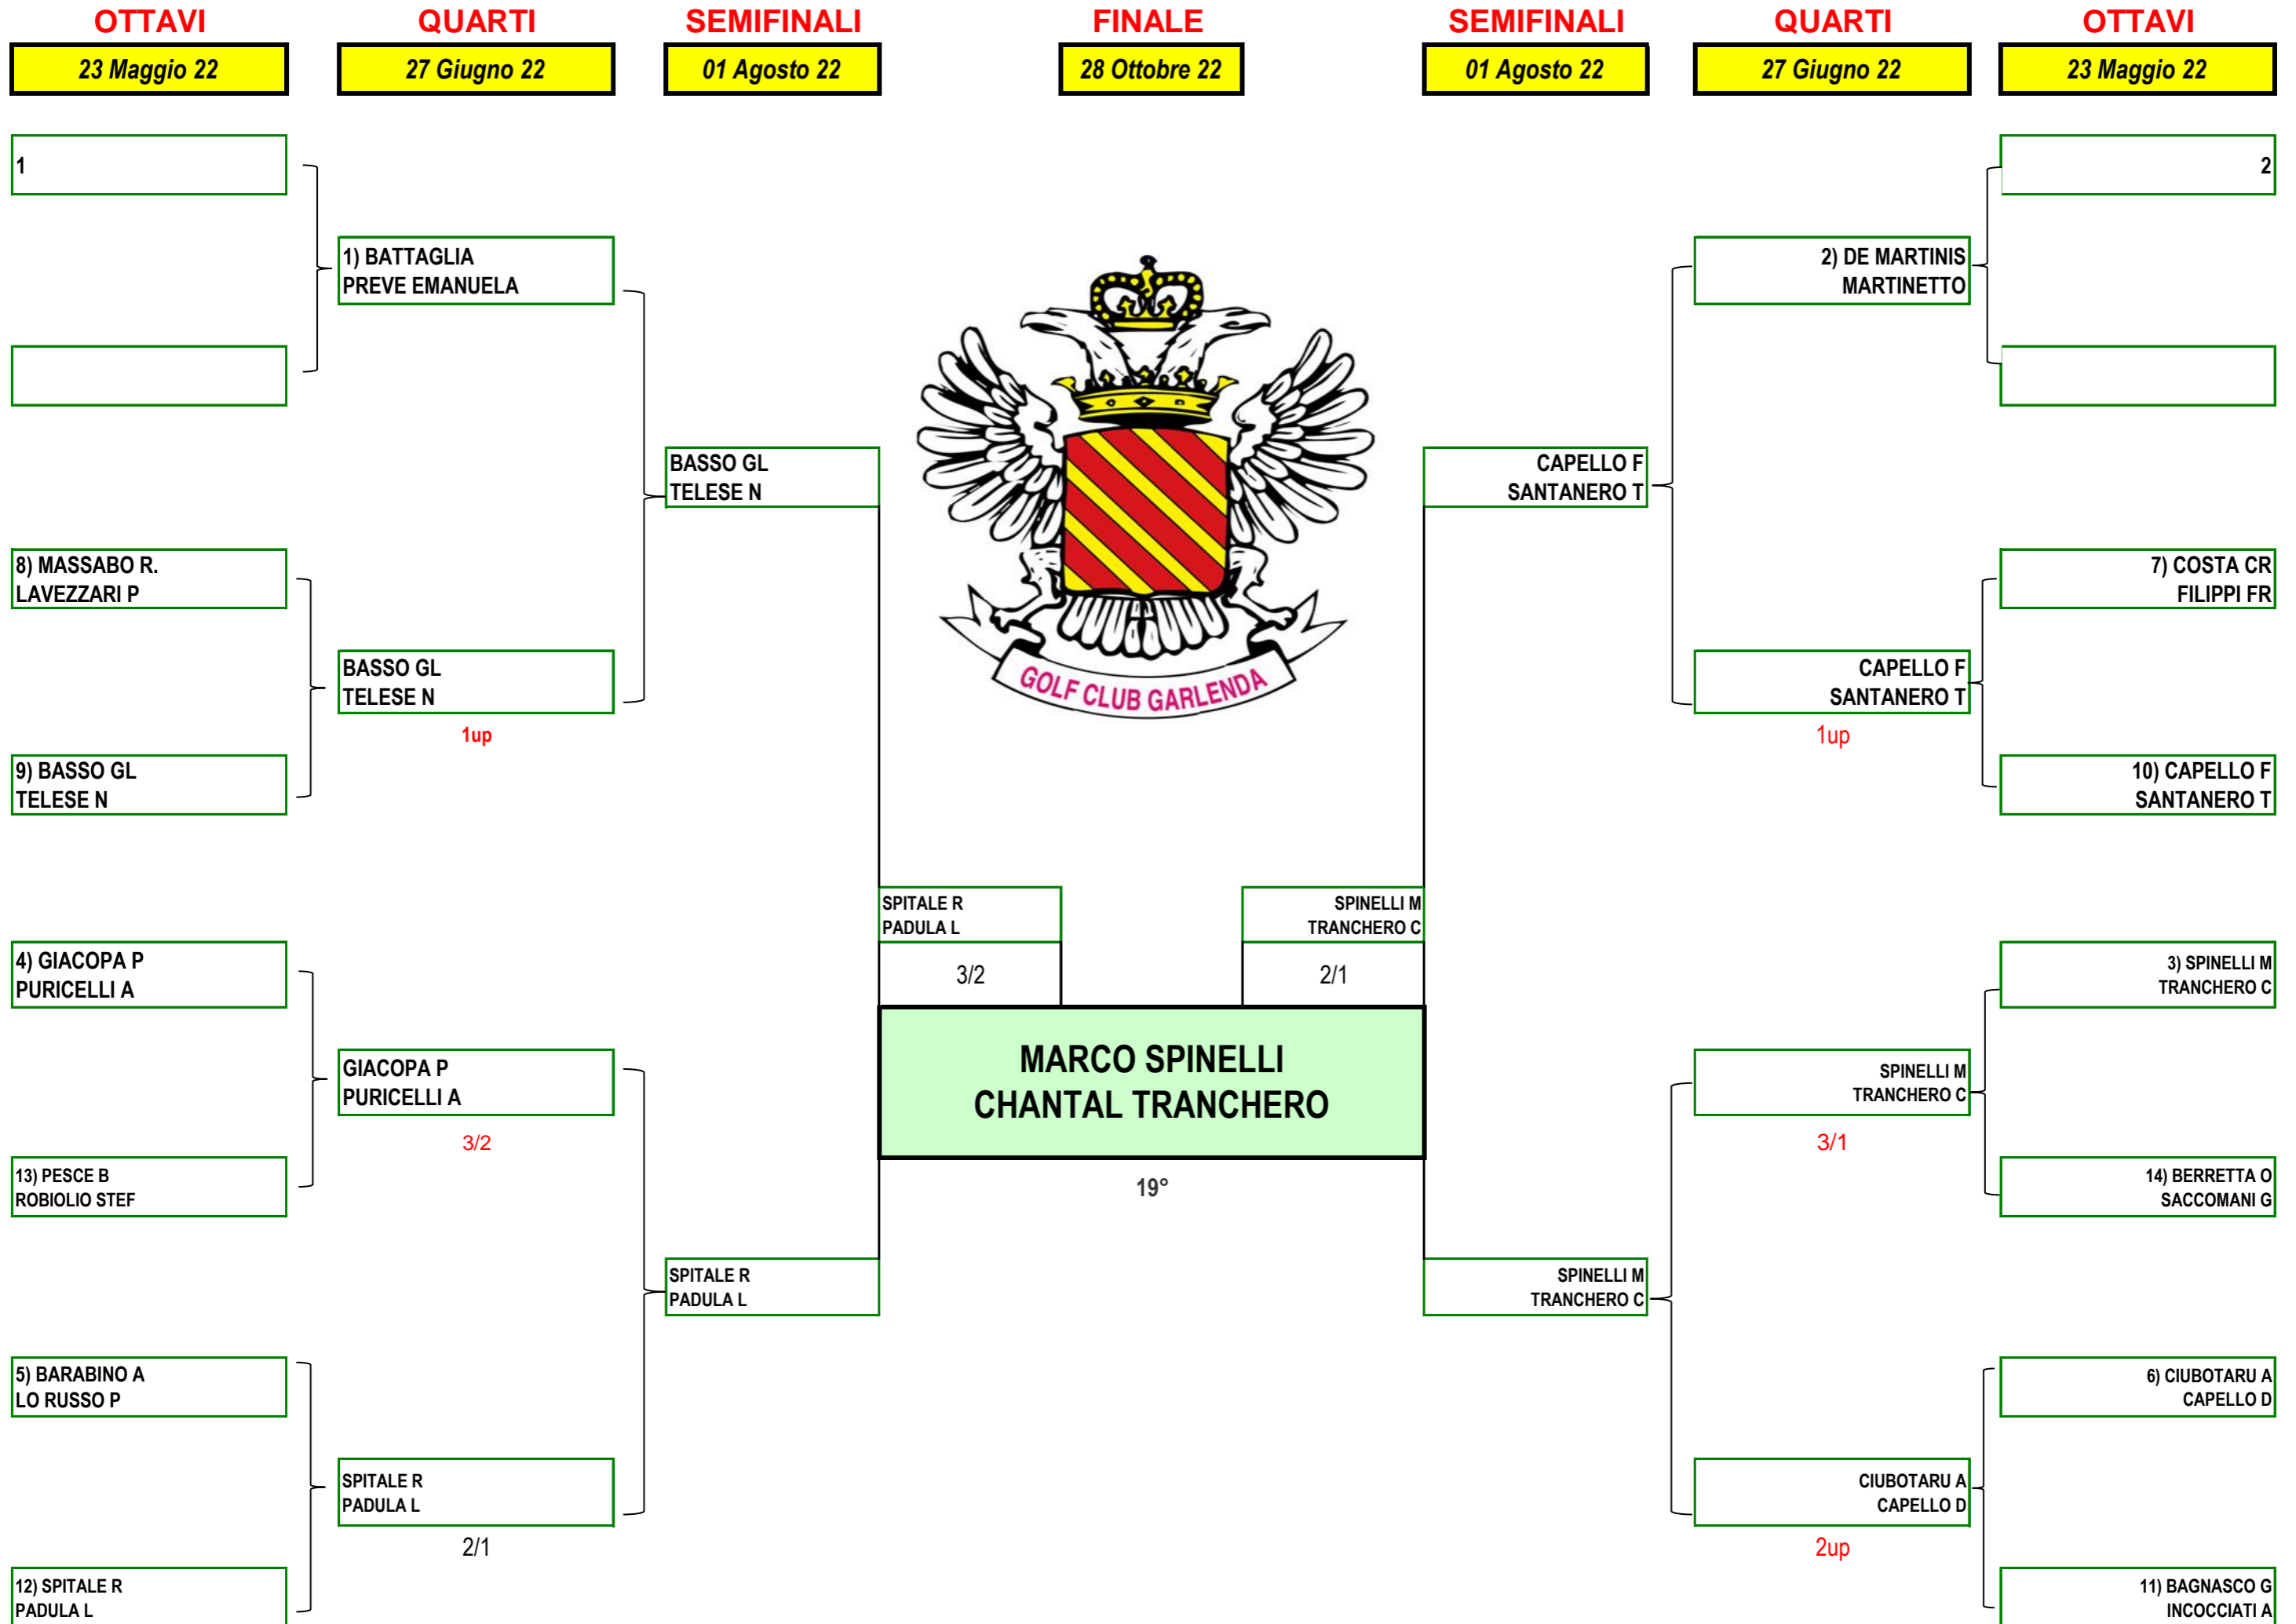 OTTAVI
QUARTI
SEMIFINALI
FINALE
SEMIFINALI
QUARTI
OTTAVI
23 Maggio 22
27 Giugno 22
01 Agosto 22
28 Ottobre 22
01 Agosto 22
27 Giugno 22
23 Maggio 22
1
2
1) BATTAGLIA
PREVE EMANUELA
2) DE MARTINIS
MARTINETTO
BASSO GL
TELESE N
CAPELLO F
SANTANERO T
8) MASSABO R.
LAVEZZARI P
7) COSTA CR
FILIPPI FR
BASSO GL
TELESE N
1up
GOLF CLUB GARLENDA
CAPELLO F
SANTANERO T
1up
9) BASSO GL
TELESE N
10) CAPELLO F
SANTANERO T
SPITALE R
PADULA L
3/2
SPINELLI M
TRANCHERO C
2/1
4) GIACOPA P
PURICELLI A
3) SPINELLI M
TRANCHERO C
GIACOPA P
PURICELLI A
3/2
MARCO SPINELLI
CHANTAL TRANCHERO
19°
SPINELLI M
TRANCHERO C
3/1
13) PESCE B
ROBIOLIO STEF
14) BERRETTA O
SACCOMANI G
SPITALE R
PADULA L
SPINELLI M
TRANCHERO C
5) BARABINO A
LO RUSSO P
6) CIUBOTARU A
CAPELLO D
SPITALE R
PADULA L
2/1
CIUBOTARU A
CAPELLO D
2up
12) SPITALE R
PADULA L
11) BAGNASCO G
INCOCCIATI A